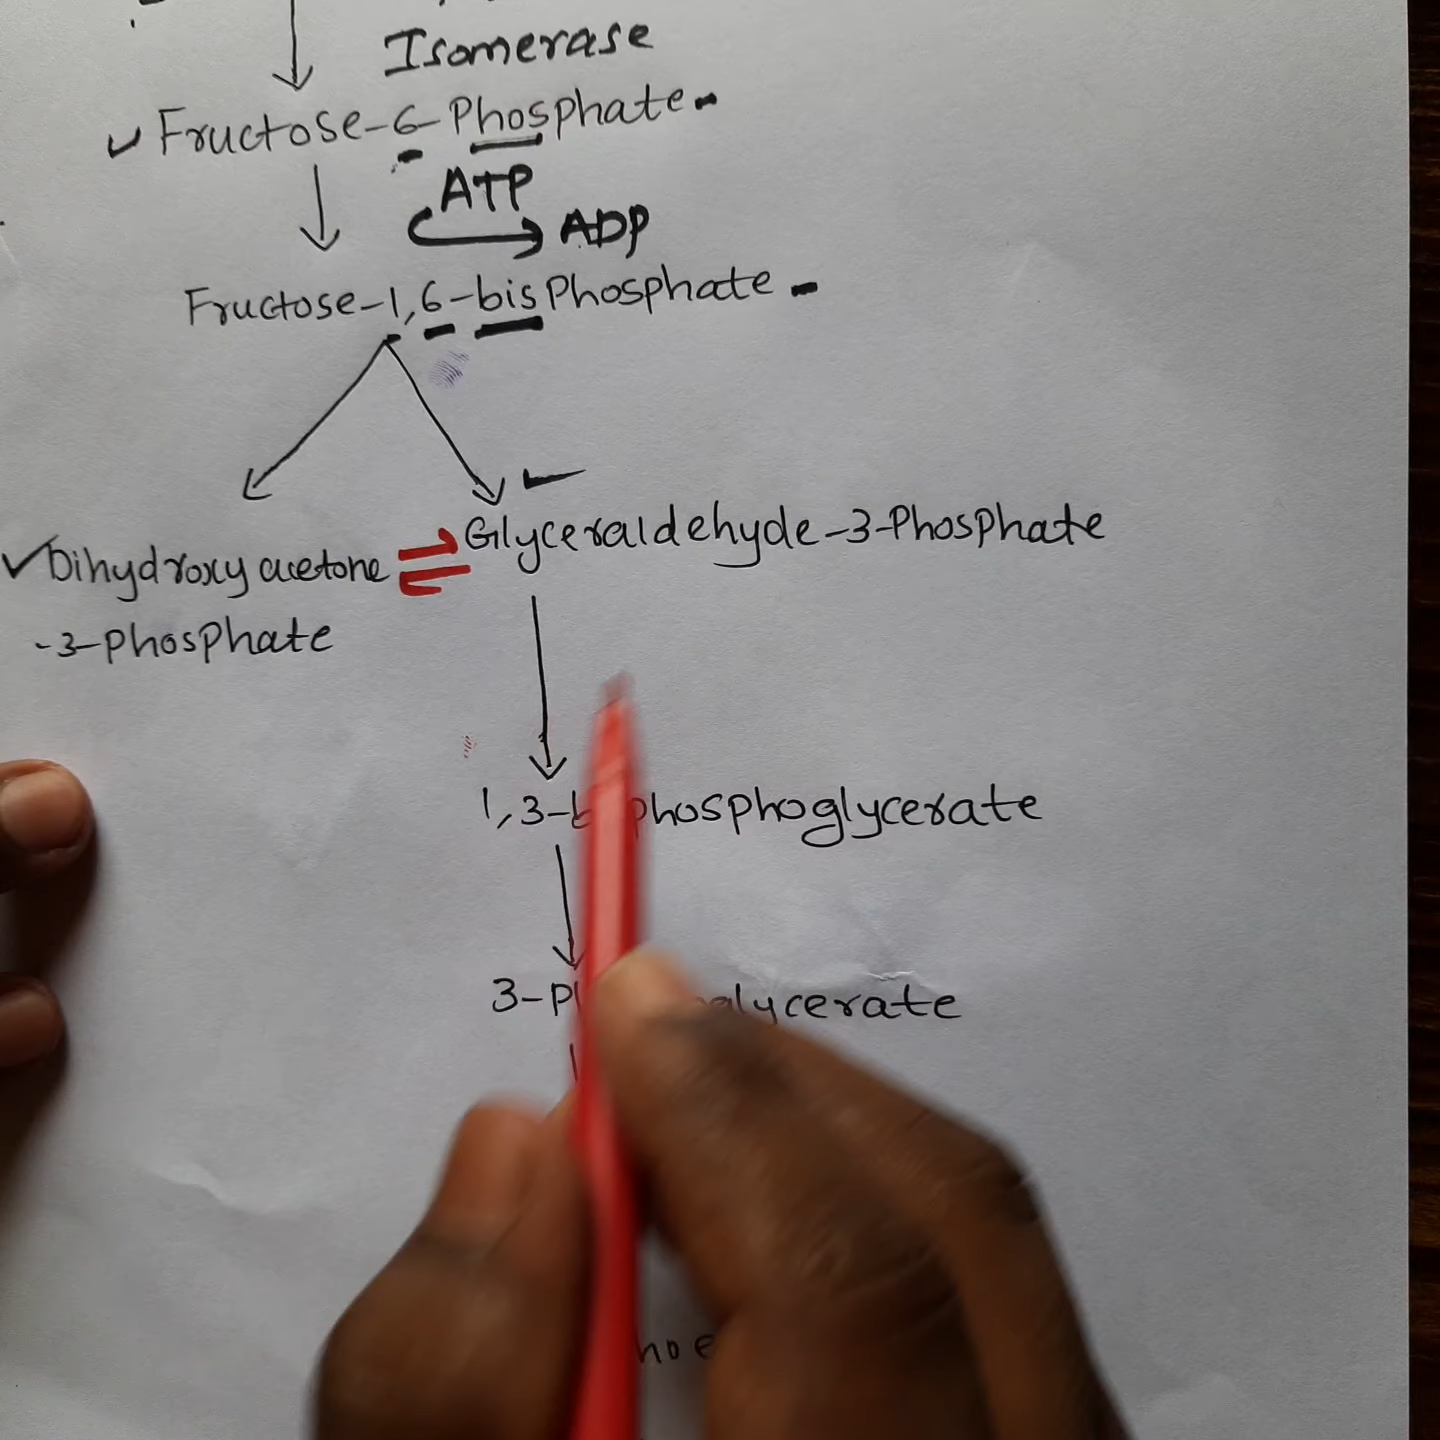 Isomerase
Fructose-6-Phosphate
ATP
ADP
Fructose-1,6-bisPhosphate
Glyceraldehyde-3-Phosphate
Dihydroxy acetone
-3-Phosphate
phosphoglycerate